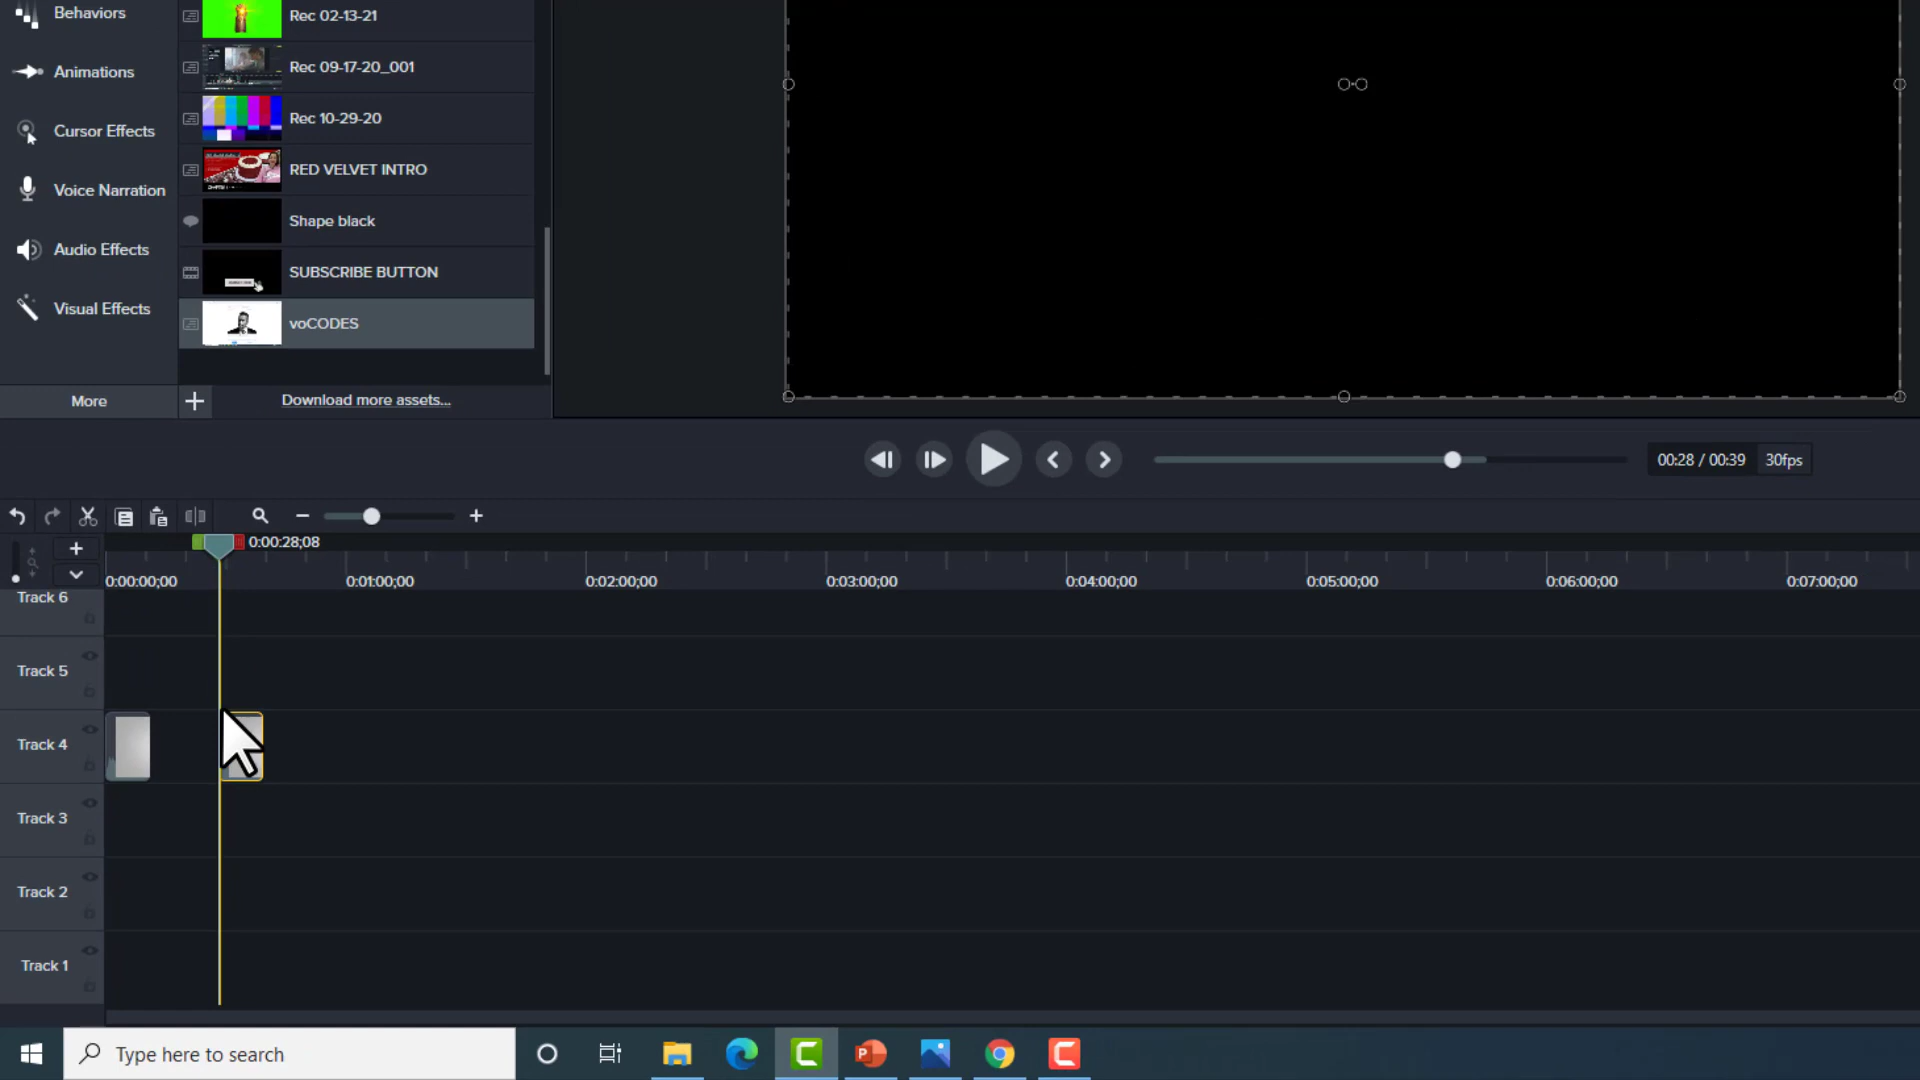 Behaviors
Animations
Cursor Effects
Voice Narration
Audio Effects
Visual Effects
More
Rec 02-13-21
Rec 09-17-20_001
Rec 10-29-20
RED VELVET INTRO
Shape black
SUBSCRIBE BUTTON
voCODES
Download more assets...
00:28 / 00:39
30fps
0:00:28;08
0:00:00;00
0:01:00;00
0:02:00;00
0:03:00;00
0:04:00;00
0:05:00;00
0:06:00;00
0:07:00;00
Track 6
Track 5
Track 4
Track 3
Track 2
Track 1
Type here to search